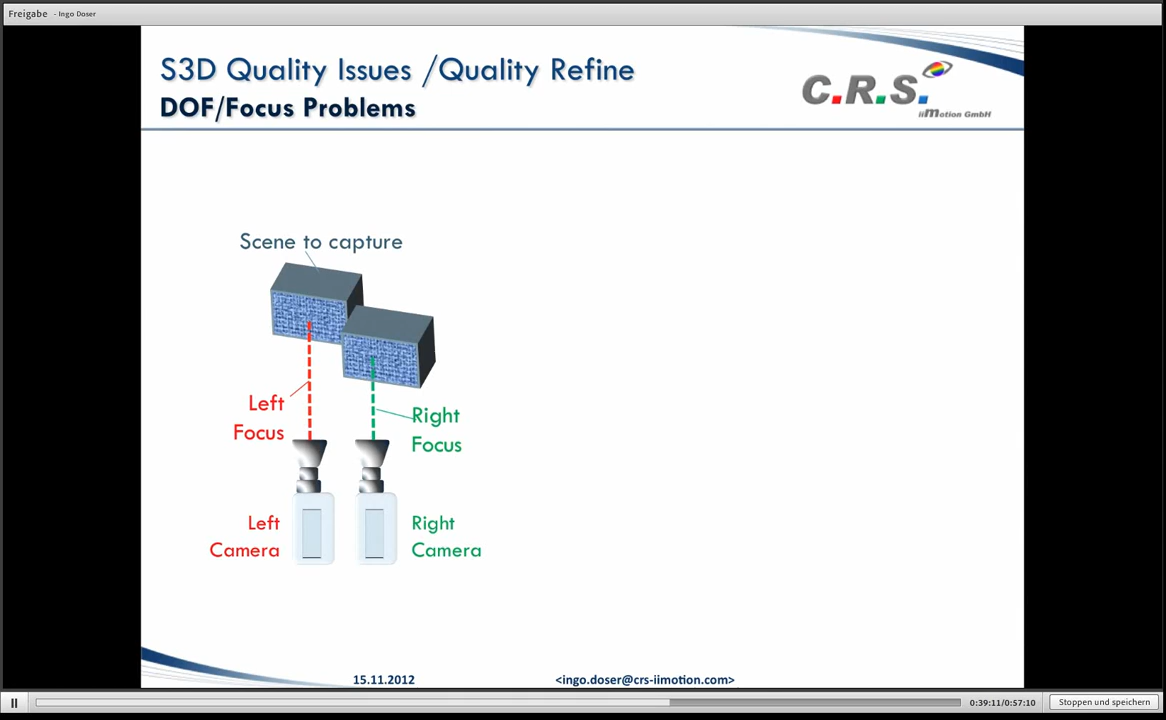 Freigabe - Ingo Doser
S3D Quality Issues /Quality Refine
DOF/Focus Problems
C.R.S.
iiMotion GmbH
Scene to capture
Left
Focus
Right
Focus
Left
Camera
Right
Camera
15.11.2012
<ingo.doser@crs-iimotion.com>
0:39:11/0:57:10
Stoppen und speichern